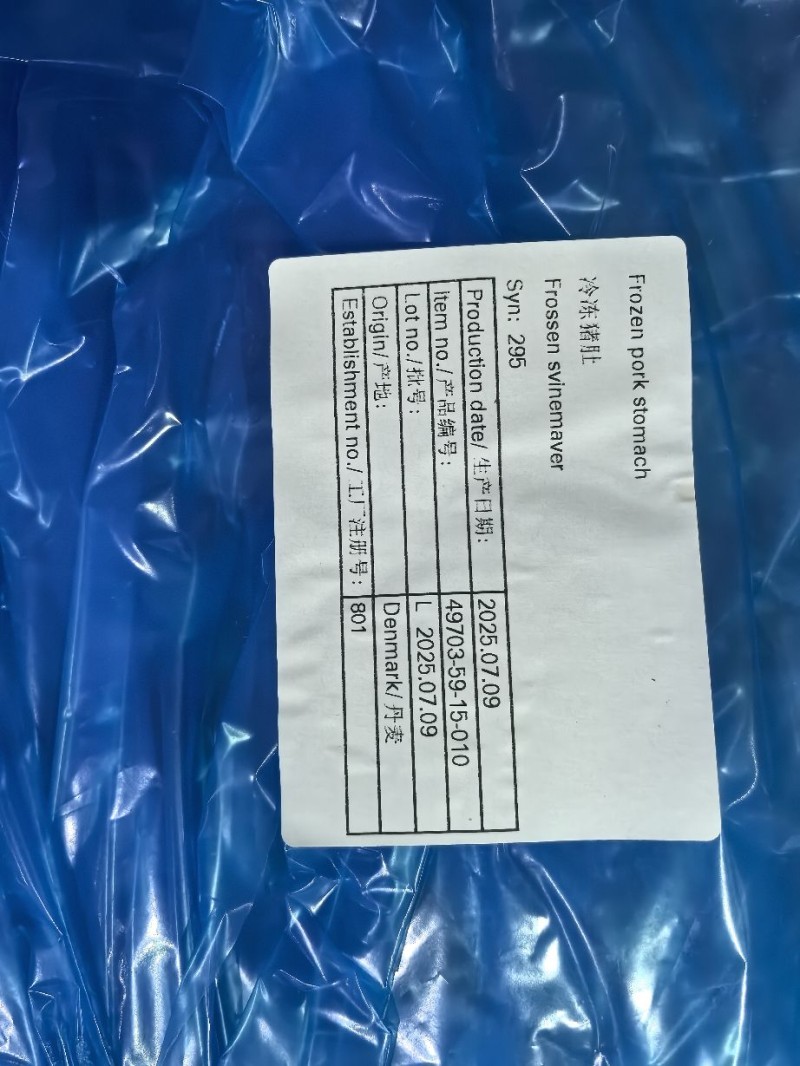 Frozen pork stomach
冷冻猪肚
Frossen svinemaver
Syn: 295
Production date/ 生产日期: 2025.07.09
Item no./产品编号: 49703-59-15-010
Lot no./批号: L 2025.07.09
Origin/产地: Denmark/ 丹麦
Establishment no./ 工厂注册号: 801